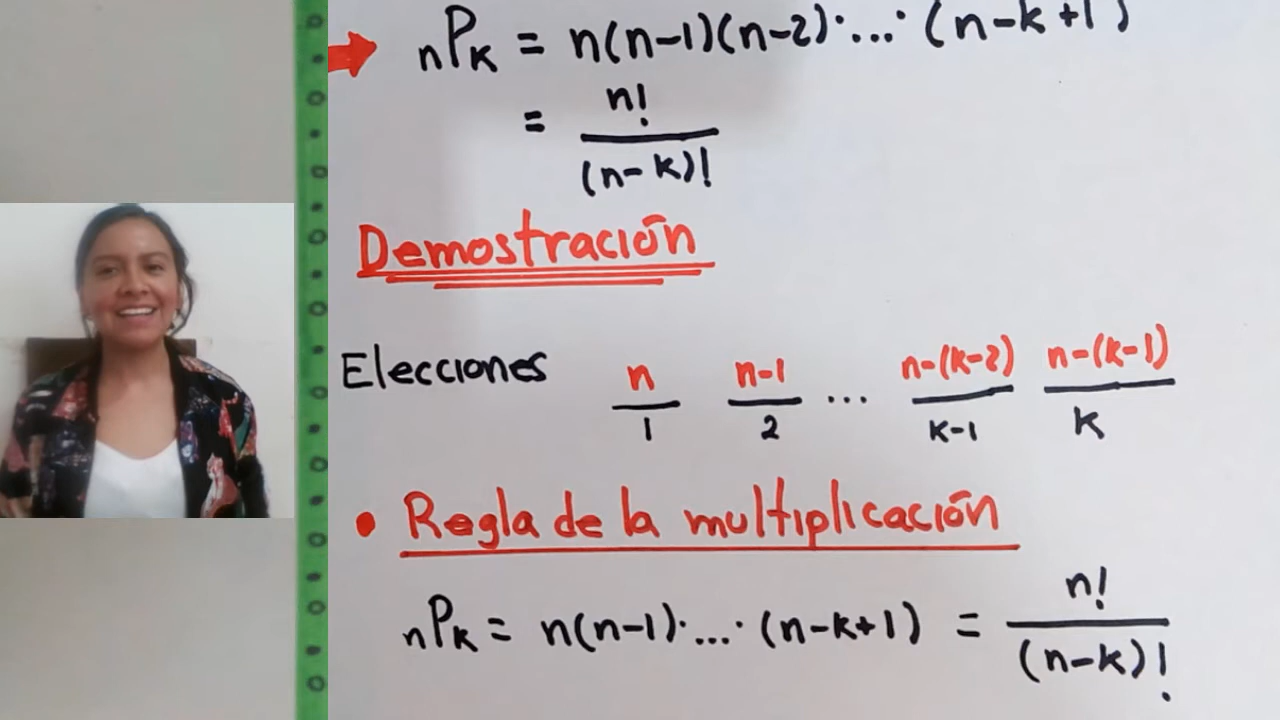 nPk = n(n-1)(n-2)·...·(n-k+1)
= n!/(n-k)!
Demostración
Elecciones n/1 n-1/2 ... n-(k-2)/k-1 n-(k-1)/k
• Regla de la multiplicación
nPk = n(n-1)·...·(n-k+1) = n!/(n-k)!